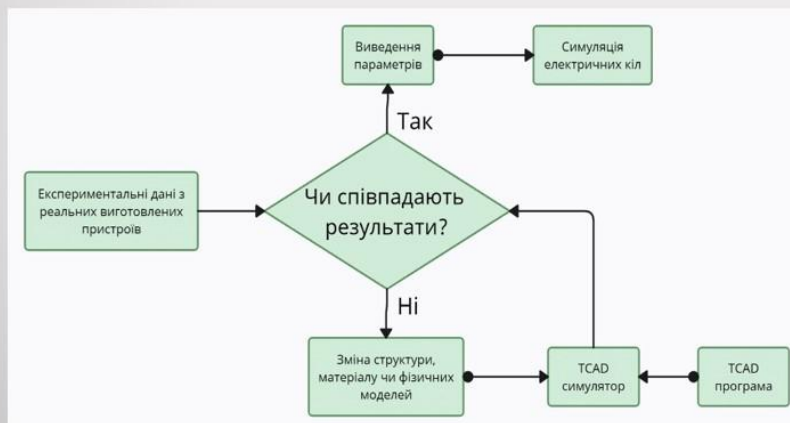 Виведення
параметрів
Симуляція
електричних кіл
Так
Експериментальні дані з
реальних виготовлених
пристроїв
Чи співпадають
результати?
Ні
Зміна структури,
матеріалу чи фізичних
моделей
TCAD
симулятор
TCAD
програма